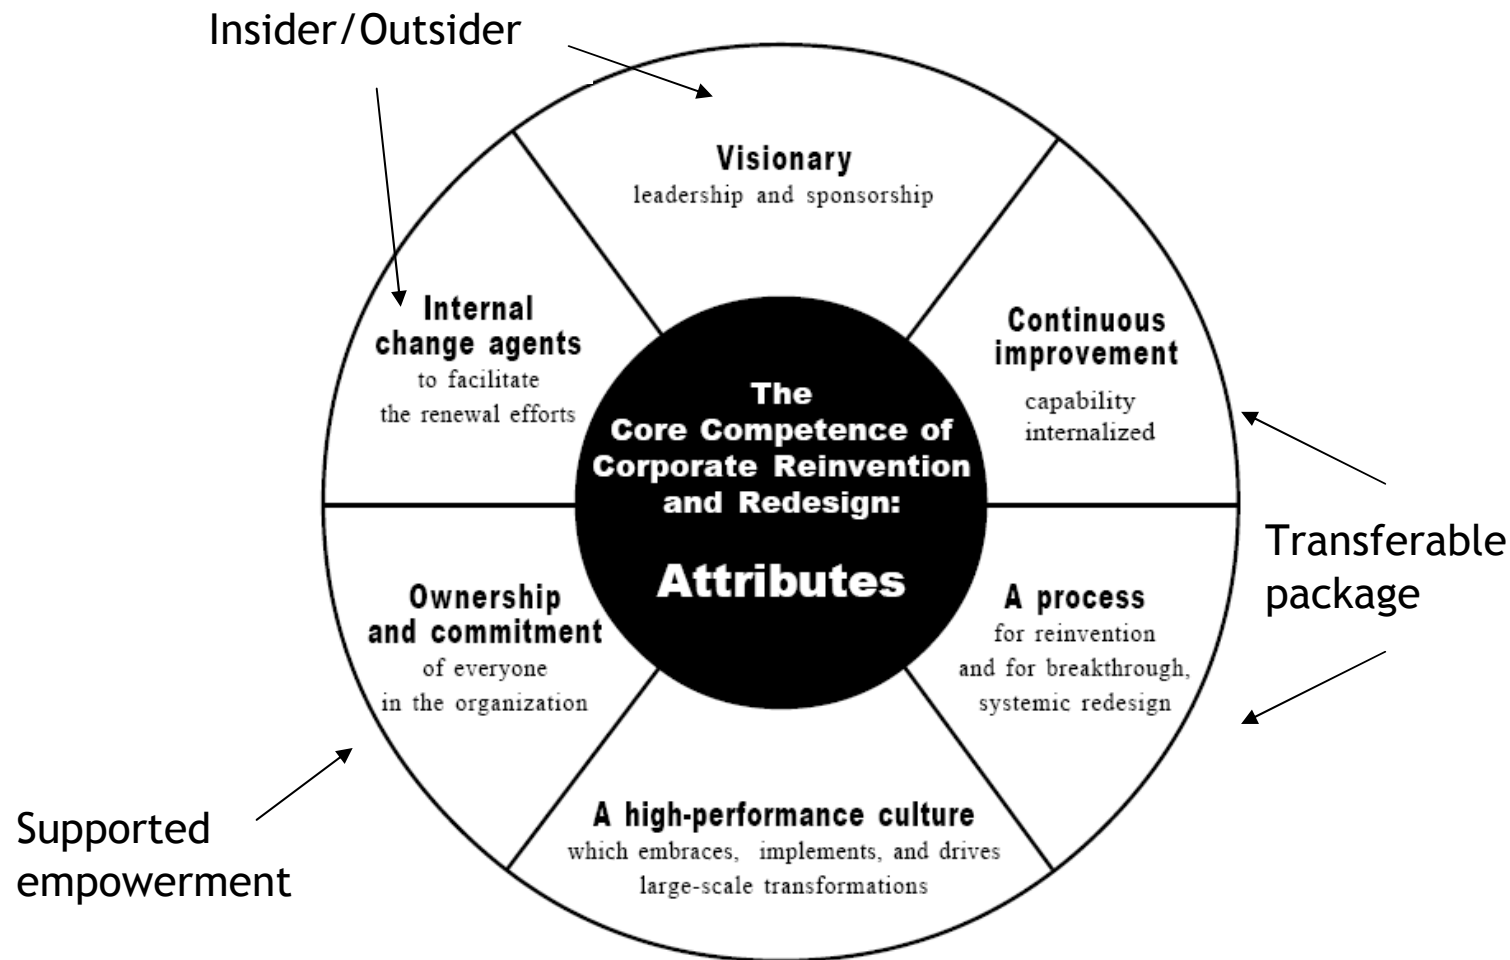 Insider/Outsider
Visionary
leadership and sponsorship
Internal
change agents
to facilitate
the renewal efforts
Continuous
improvement
capability
internalized
The
Core Competence of
Corporate Reinvention
and Redesign:
Attributes
Transferable
package
Ownership
and commitment
of everyone
in the organization
A process
for reinvention
and for breakthrough,
systemic redesign
Supported
empowerment
A high-performance culture
which embraces, implements, and drives
large-scale transformations